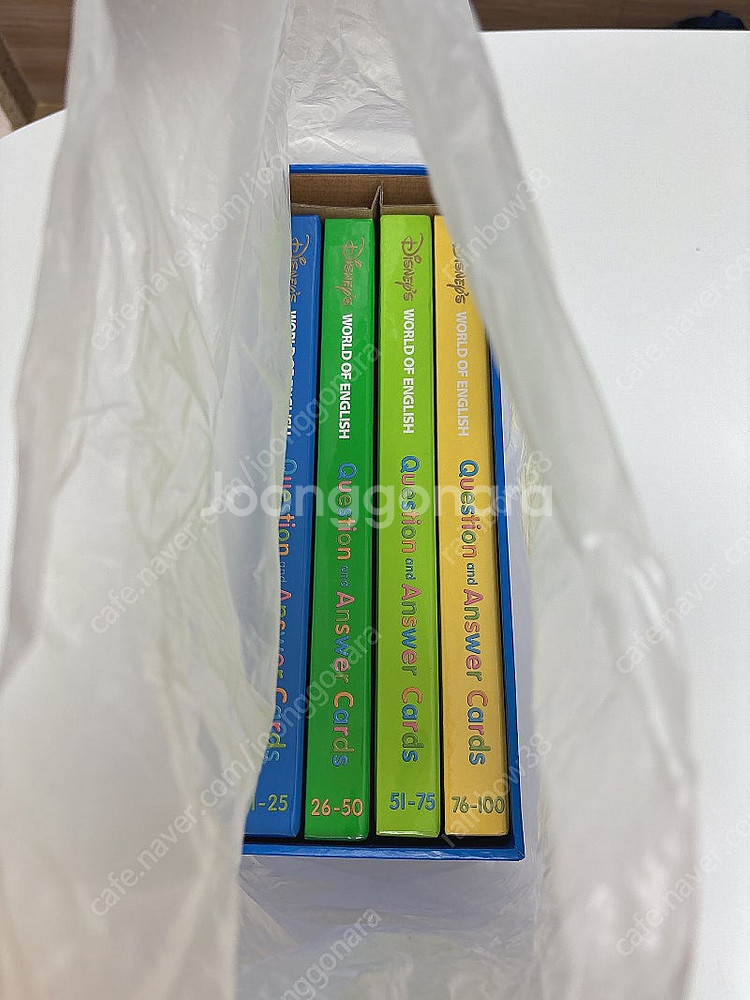 DISNEY'S WORLD OF ENGLISH Question and Answer Cards 1-25
DISNEY'S WORLD OF ENGLISH Question and Answer Cards 26-50
DISNEY'S WORLD OF ENGLISH Question and Answer Cards 51-75
DISNEY'S WORLD OF ENGLISH Question and Answer Cards 76-100
Joonggonara
cafe.naver.com/joonggonara
rainbow38